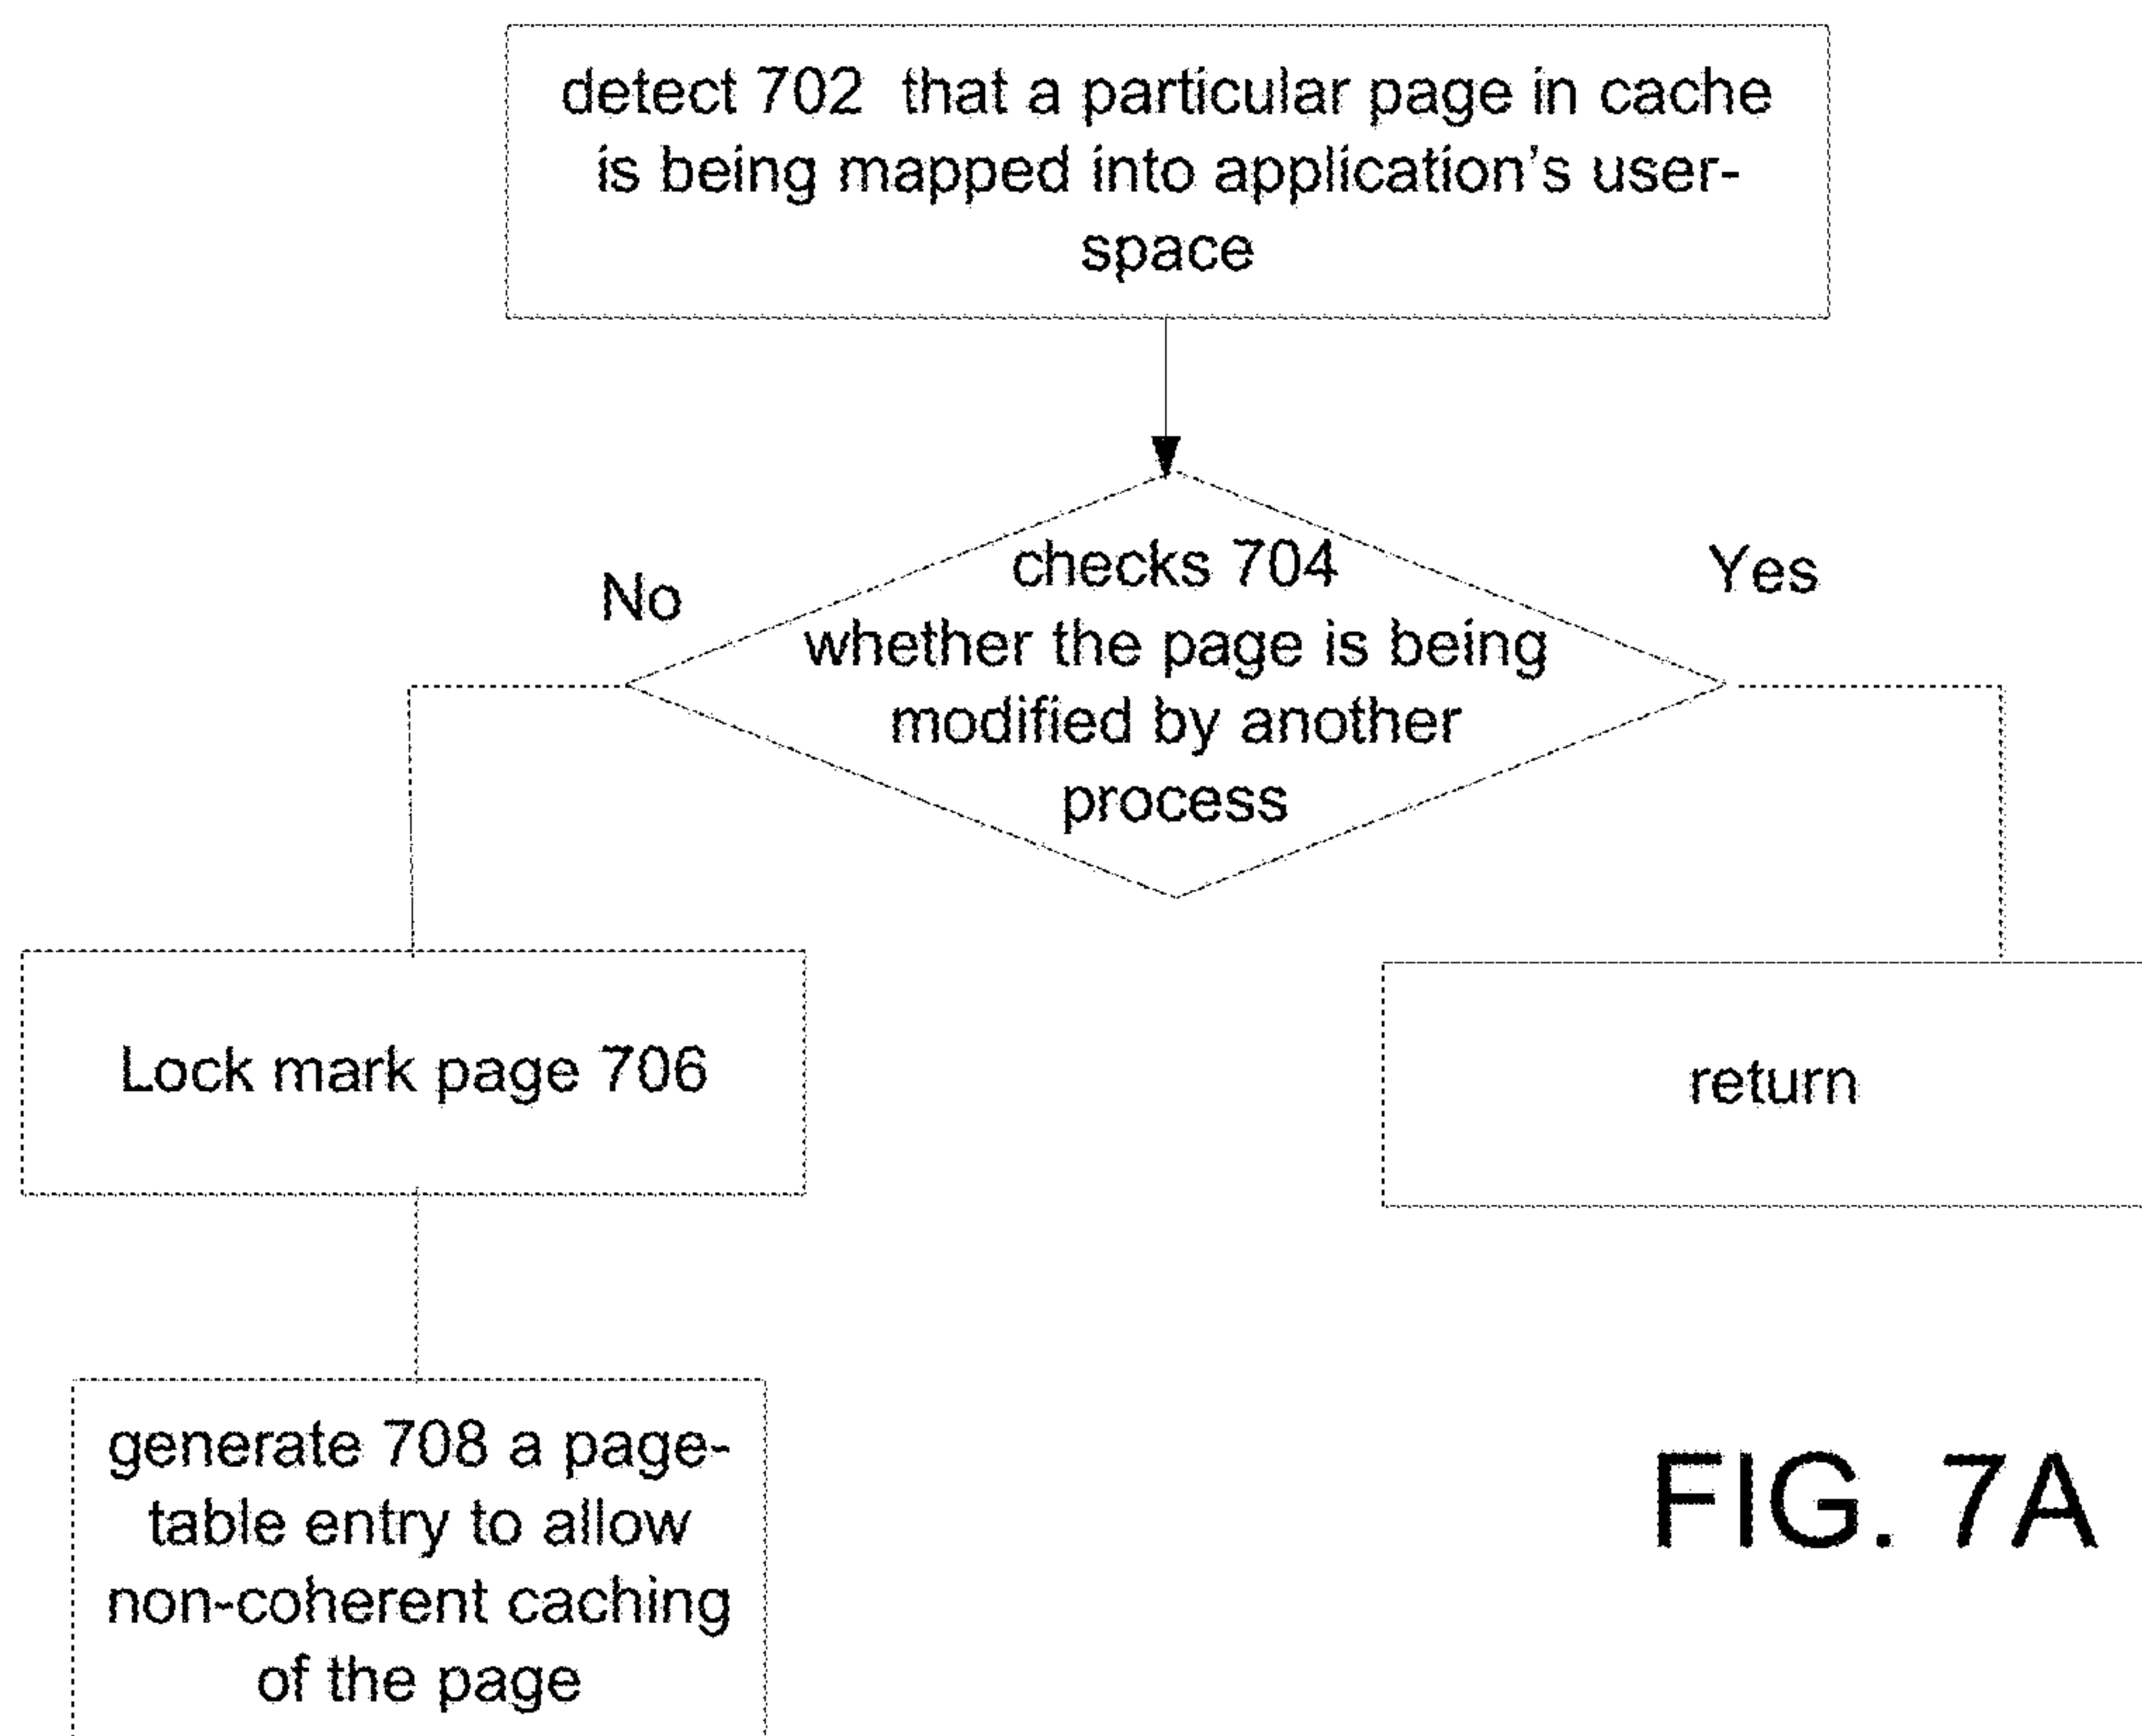 detect 702 that a particular page in cache
is being mapped into application's user-
space
checks 704
whether the page is being
modified by another
process
No
Yes
Lock mark page 706
return
generate 708 a page-
table entry to allow
non-coherent caching
of the page
FIG. 7A